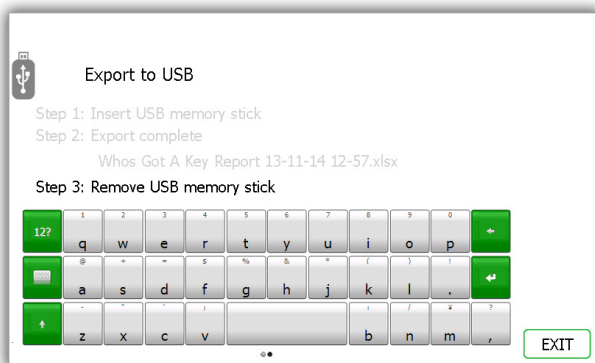 Export to USB
Step 1: Insert USB memory stick
Step 2: Export complete
Whos Got A Key Report 13-11-14 12-57.xlsx
Step 3: Remove USB memory stick
1 2 3 4 5 6 7 8 9 0
12? q w e r t y u i o p
@ + = $ % & * ( ) !
a s d f g h j k l .
- " ' ; : / ¥ ?
z x c v b n m ,
EXIT